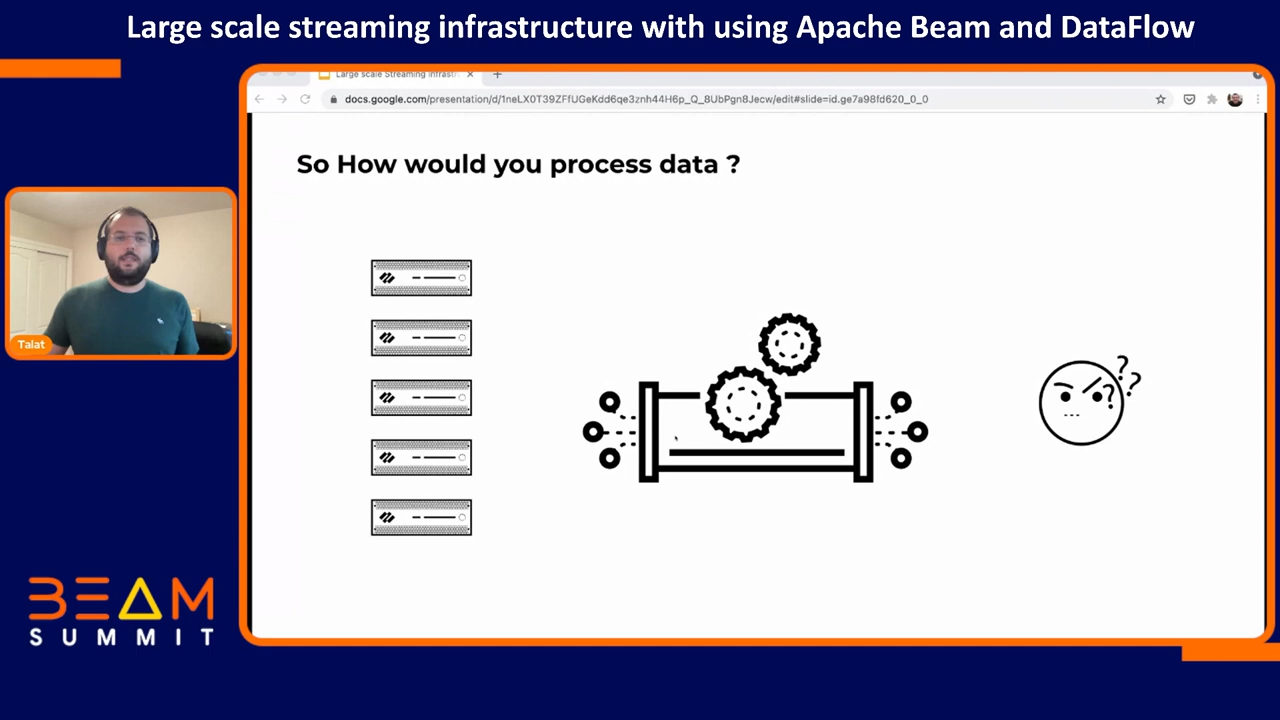 Large scale streaming infrastructure with using Apache Beam and DataFlow
Large scale Streaming Infrastr
docs.google.com/presentation/d/1neLX0T39ZFfUGeKdd6qe3znh44H6p_Q_8UbPgn8Jecw/edit#slide=id.ge7a98fd620_0_0
So How would you process data ?
? ? ?
Talat
BEAM
SUMMIT